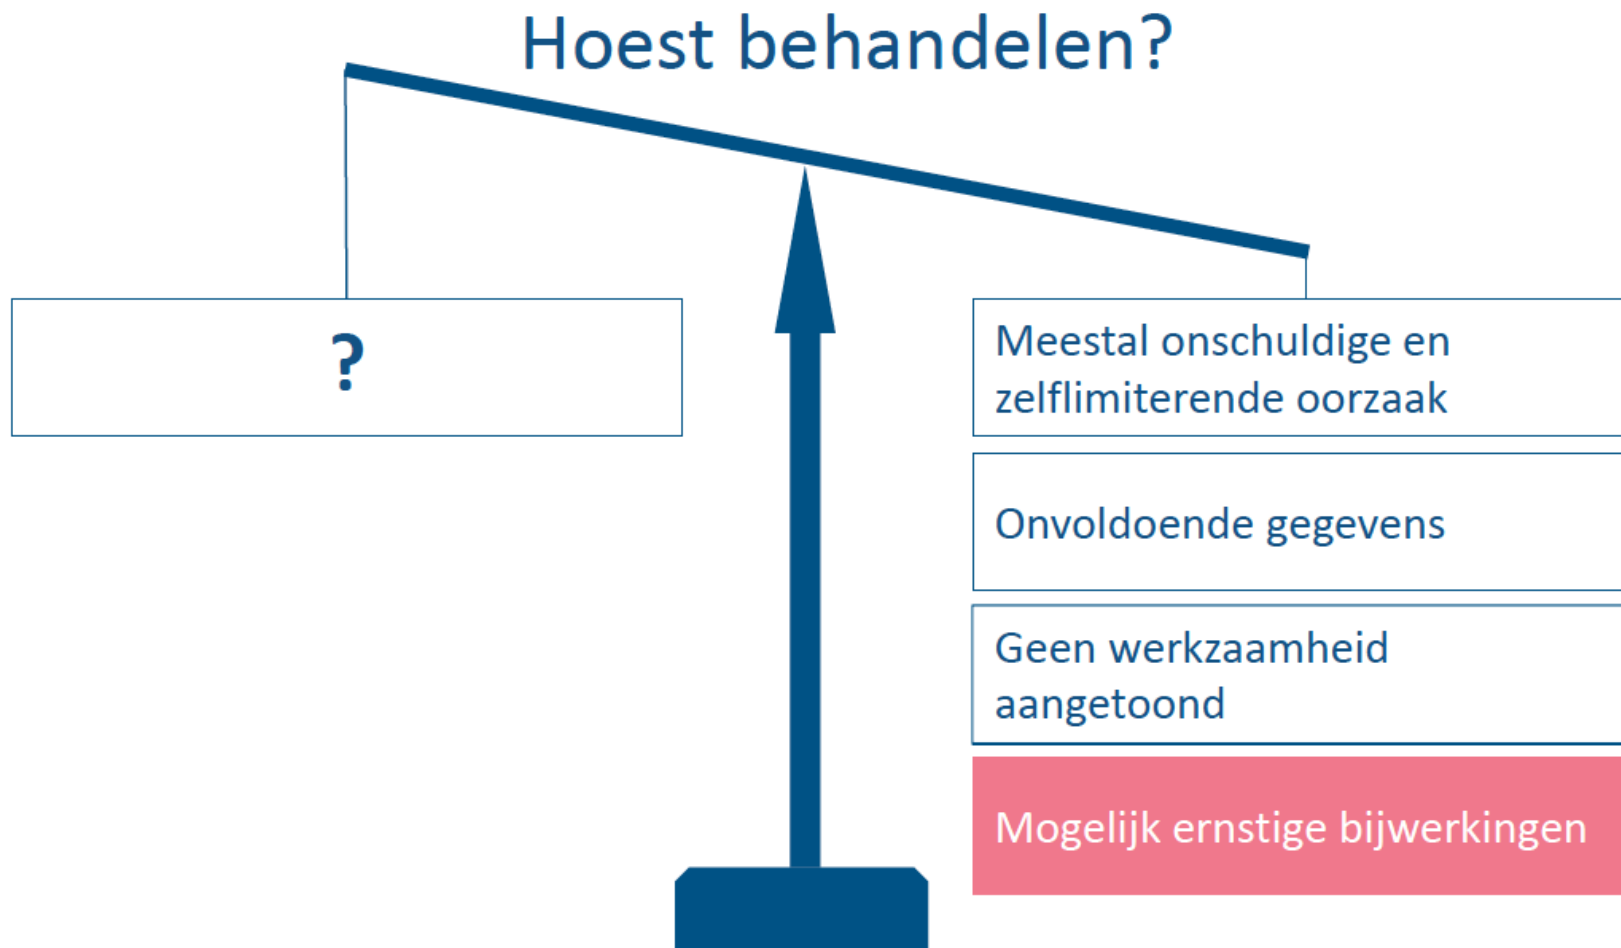 Hoest behandelen?
?
Meestal onschuldige en
zelflimiterende oorzaak
Onvoldoende gegevens
Geen werkzaamheid
aangetoond
Mogelijk ernstige bijwerkingen